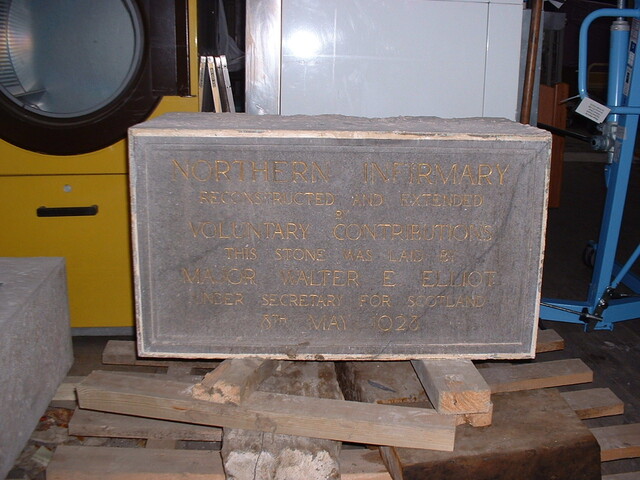 NORTHERN INFIRMARY
RECONSTRUCTED AND EXTENDED
BY
VOLUNTARY CONTRIBUTIONS
THIS STONE WAS LAID BY
MAJOR WALTER E ELLIOT
UNDER SECRETARY FOR SCOTLAND
8TH MAY 1928